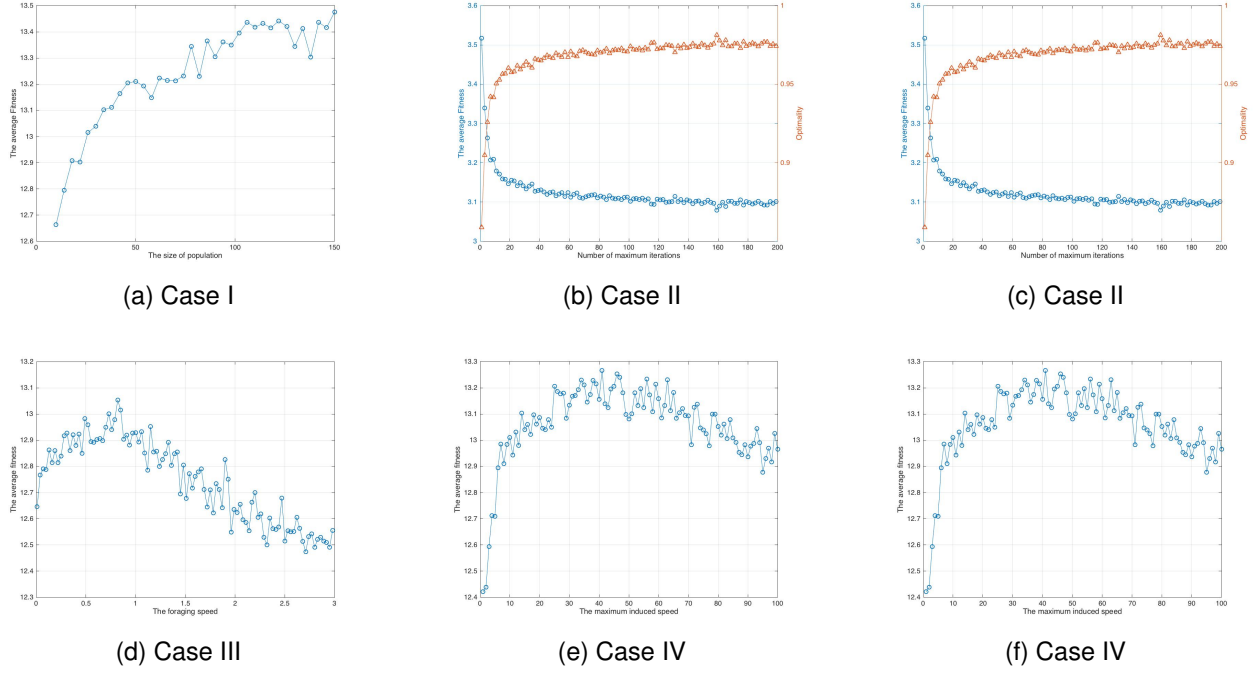 13.5
13.4
13.3
13.2
13.1
13
12.9
12.8
12.7
12.6
The average Fitness
0 50 100 150
The size of population
(a) Case I
3.6
3.5
3.4
3.3
3.2
3.1
3
The average Fitness
1
0.95
0.9
Optimality
0 20 40 60 80 100 120 140 160 180 200
Number of maximum iterations
(b) Case II
3.6
3.5
3.4
3.3
3.2
3.1
3
The average Fitness
1
0.95
0.9
Optimality
0 20 40 60 80 100 120 140 160 180 200
Number of maximum iterations
(c) Case II
13.2
13.1
13
12.9
12.8
12.7
12.6
12.5
12.4
12.3
The average fitness
0 0.5 1 1.5 2 2.5 3
The foraging speed
(d) Case III
13.3
13.2
13.1
13
12.9
12.8
12.7
12.6
12.5
12.4
The average fitness
0 10 20 30 40 50 60 70 80 90 100
The maximum induced speed
(e) Case IV
13.3
13.2
13.1
13
12.9
12.8
12.7
12.6
12.5
12.4
The average fitness
0 10 20 30 40 50 60 70 80 90 100
The maximum induced speed
(f) Case IV